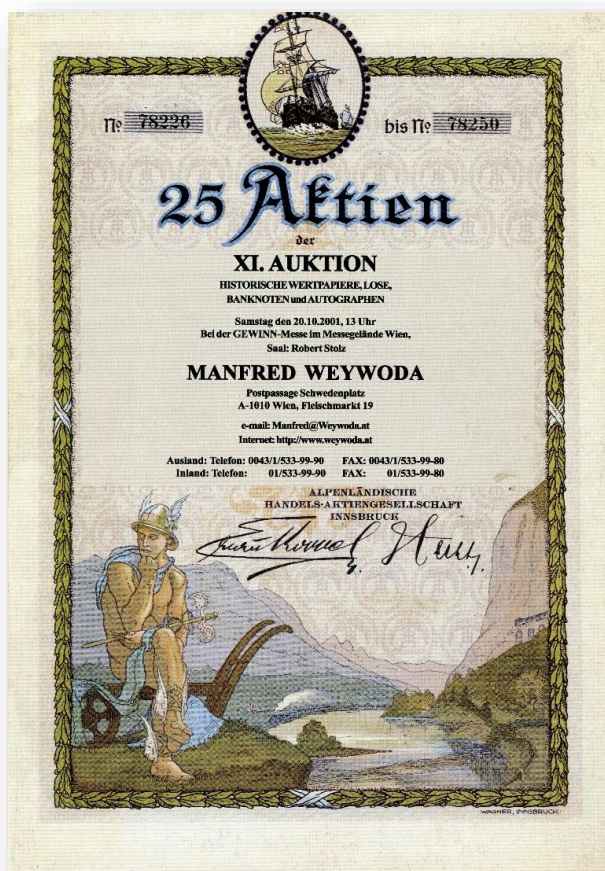 № 78226 bis № 78250
25 Aktien
der
XI. AUKTION
HISTORISCHE WERTPAPIERE, LOSE,
BANKNOTEN und AUTOGRAPHEN
Samstag den 20.10.2001, 13 Uhr
Bei der GEWINN-Messe im Messegelände Wien,
Saal: Robert Stolz
MANFRED WEYWODA
Postpassage Schwedenplatz
A-1010 Wien, Fleischmarkt 19
e-mail: Manfred@Weywoda.at
Internet: http://www.weywoda.at
Ausland: Telefon: 0043/1/533-99-90 FAX: 0043/1/533-99-80
Inland: Telefon: 01/533-99-90 FAX: 01/533-99-80
ALPENLÄNDISCHE
HANDELS-AKTIENGESELLSCHAFT
INNSBRUCK
WAGNER, INNSBRUCK